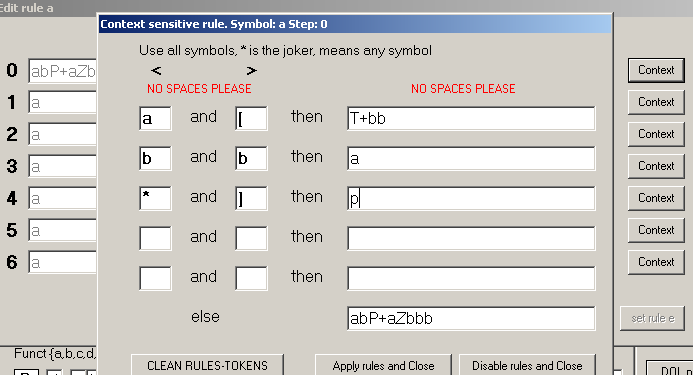 Edit rule a
Context sensitive rule. Symbol: a Step: 0
Use all symbols, * is the joker, means any symbol
< >
NO SPACES PLEASE NO SPACES PLEASE
0 abP+aZb Context
1 a Context
2 a Context
3 a Context
4 a Context
5 a Context
6 a Context
a and [ then T+bb
b and b then a
* and ] then p
and then
and then
else abP+aZbbb
set rule e
Funct {a,b,c,d,
CLEAN RULES-TOKENS Apply rules and Close Disable rules and Close